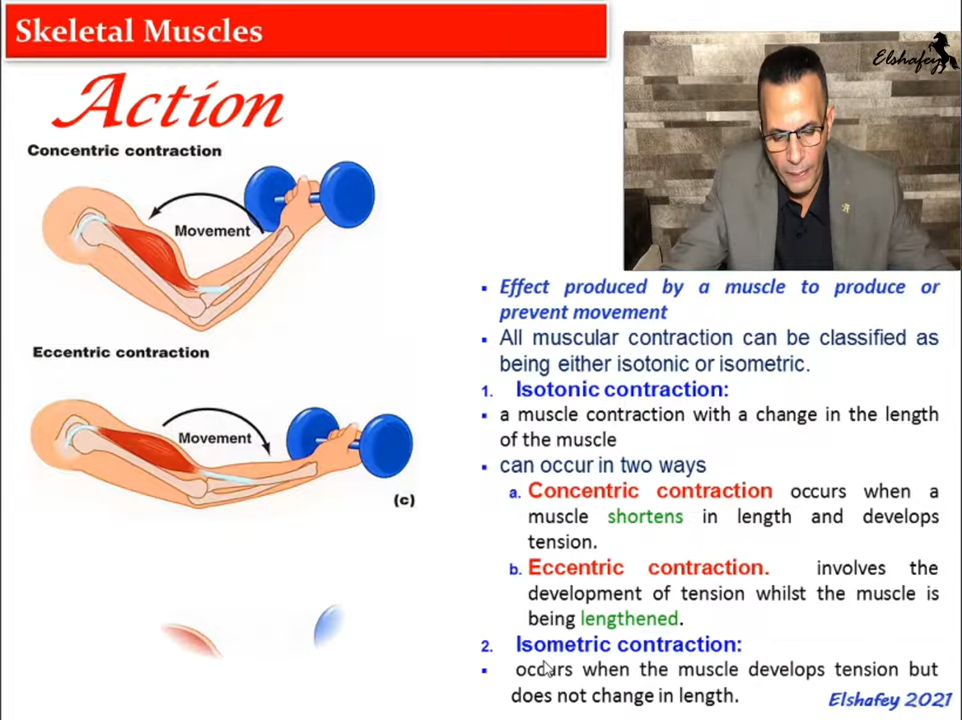 Skeletal Muscles
Elshafey
Action
Concentric contraction
Movement
Eccentric contraction
Movement
(c)
▪ Effect produced by a muscle to produce or
prevent movement
▪ All muscular contraction can be classified as
being either isotonic or isometric.
1. Isotonic contraction:
▪ a muscle contraction with a change in the length
of the muscle
▪ can occur in two ways
a. Concentric contraction occurs when a
muscle shortens in length and develops
tension.
b. Eccentric contraction. involves the
development of tension whilst the muscle is
being lengthened.
2. Isometric contraction:
▪ occurs when the muscle develops tension but
does not change in length.
Elshafey 2021